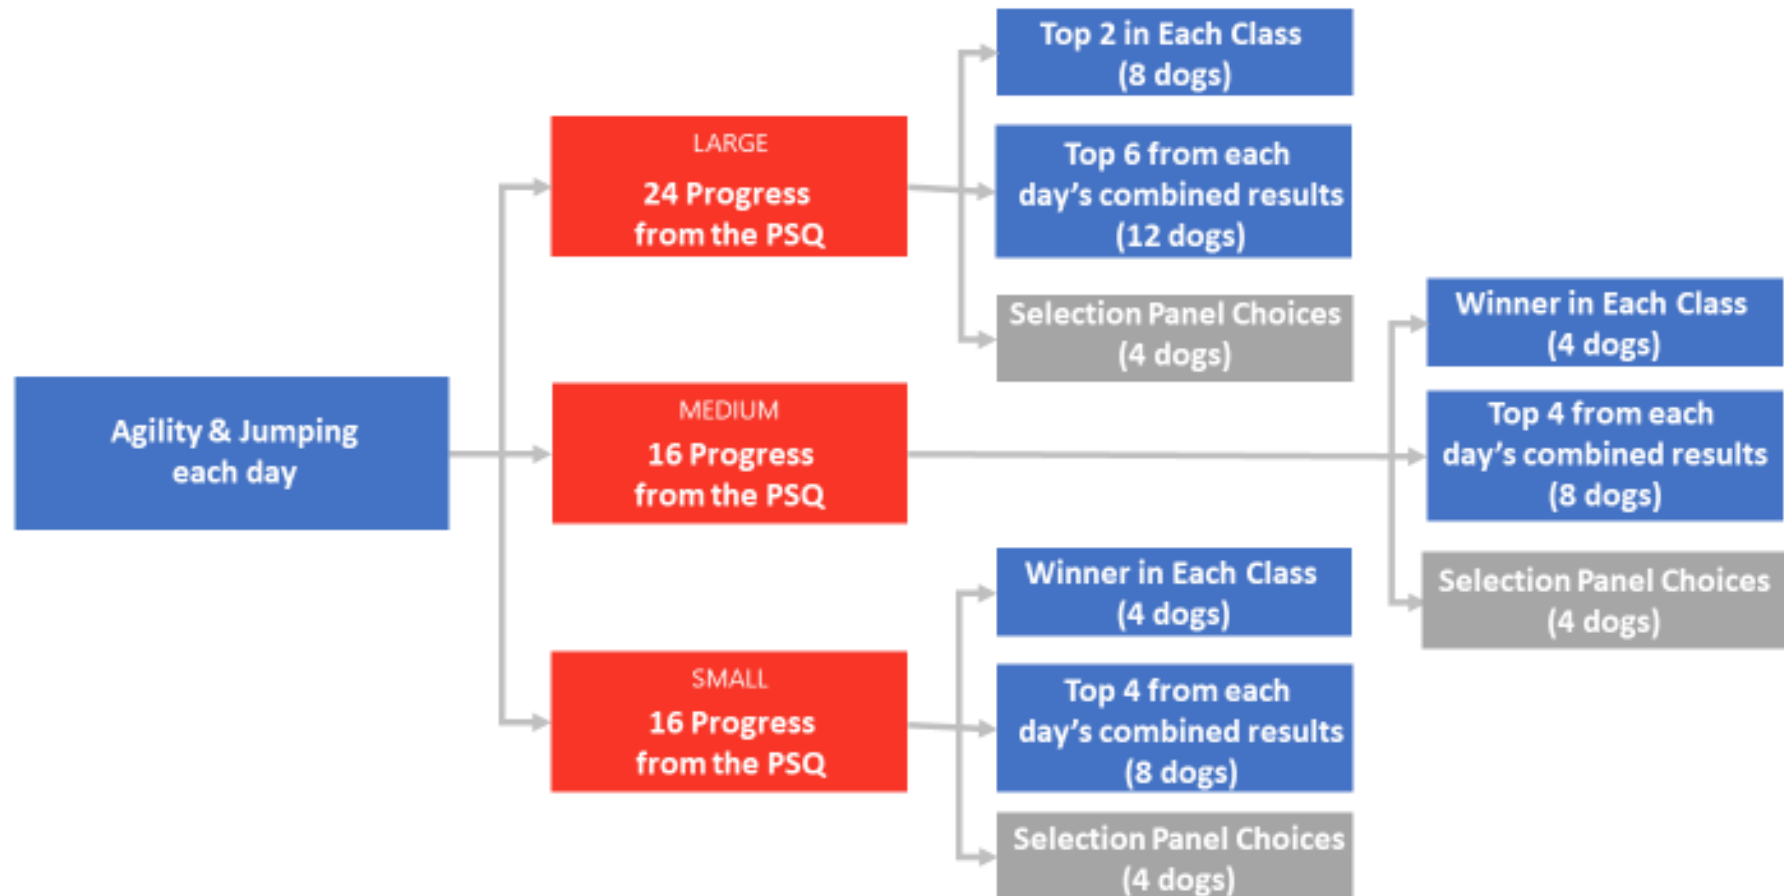 Agility & Jumping
each day
LARGE
24 Progress
from the PSQ
Top 2 in Each Class
(8 dogs)
Top 6 from each
day's combined results
(12 dogs)
Selection Panel Choices
(4 dogs)
MEDIUM
16 Progress
from the PSQ
Winner in Each Class
(4 dogs)
Top 4 from each
day's combined results
(8 dogs)
Selection Panel Choices
(4 dogs)
SMALL
16 Progress
from the PSQ
Winner in Each Class
(4 dogs)
Top 4 from each
day's combined results
(8 dogs)
Selection Panel Choices
(4 dogs)